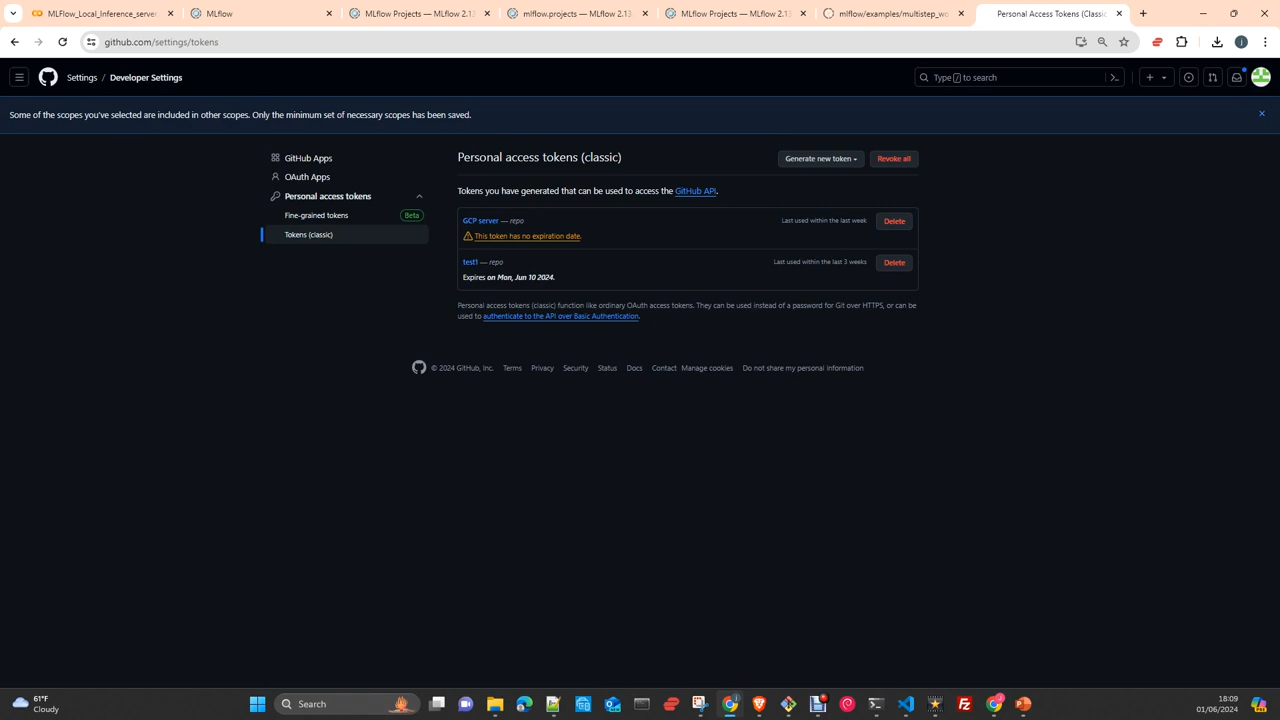 MLFlow_Local_Inference_server.
MLflow
MLflow Projects — MLflow 2.13
mlflow.projects — MLflow 2.13
MLflow Projects — MLflow 2.13
mlflow/examples/multistep_wo
Personal Access Tokens (Classic)
github.com/settings/tokens
Settings / Developer Settings
Type / to search
Some of the scopes you've selected are included in other scopes. Only the minimum set of necessary scopes has been saved.
GitHub Apps
OAuth Apps
Personal access tokens
Fine-grained tokens Beta
Tokens (classic)
Personal access tokens (classic)
Generate new token
Revoke all
Tokens you have generated that can be used to access the GitHub API.
GCP server — repo
Last used within the last week
Delete
This token has no expiration date.
test1 — repo
Last used within the last 3 weeks
Delete
Expires on Mon, Jun 10 2024.
Personal access tokens (classic) function like ordinary OAuth access tokens. They can be used instead of a password for Git over HTTPS, or can be
used to authenticate to the API over Basic Authentication.
© 2024 GitHub, Inc. Terms Privacy Security Status Docs Contact Manage cookies Do not share my personal information
61°F
Cloudy
Search
18:09
01/06/2024